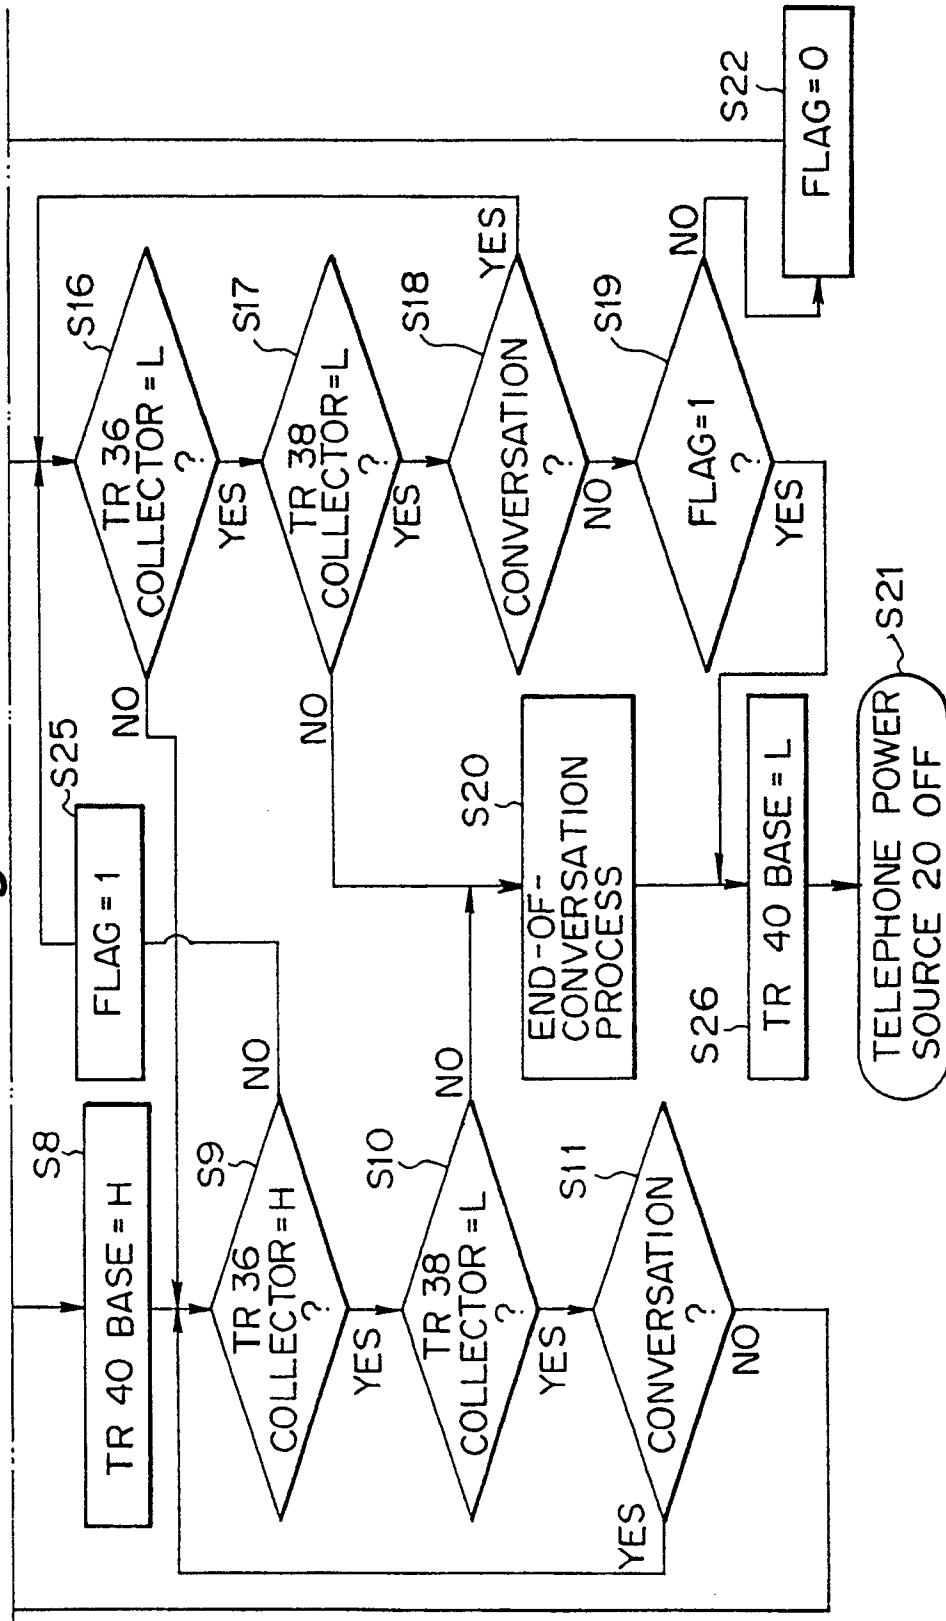 S8
TR 40 BASE = H
S9
TR 36
COLLECTOR = H
?
NO
YES
S10
TR 38
COLLECTOR = L
?
NO
YES
S11
CONVERSATION
?
YES
NO
S25
FLAG = 1
S20
END-OF-
CONVERSATION
PROCESS
S26
TR 40 BASE = L
S21
TELEPHONE POWER
SOURCE 20 OFF
S16
TR 36
COLLECTOR = L
?
NO
YES
S17
TR 38
COLLECTOR = L
?
NO
YES
S18
CONVERSATION
?
YES
NO
S19
FLAG = 1
?
NO
YES
S22
FLAG = 0